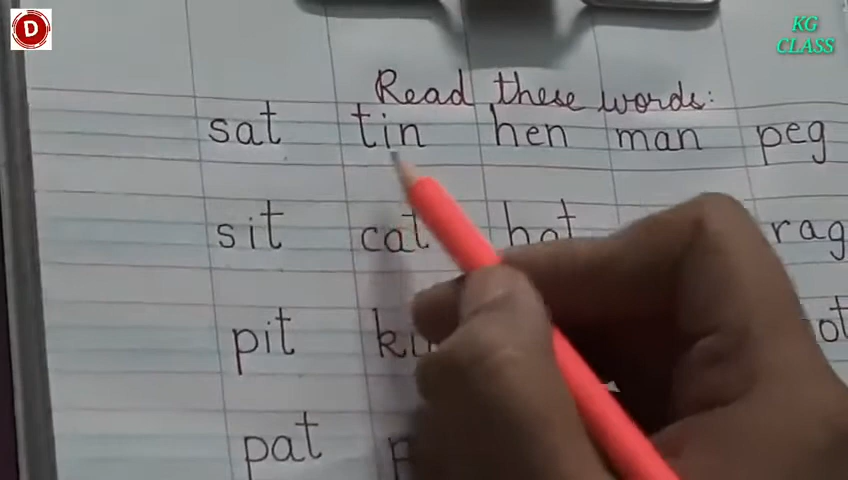 D
KG
CLASS
Read these words:
sat tin hen man peg
sit cat rag
pit
pat